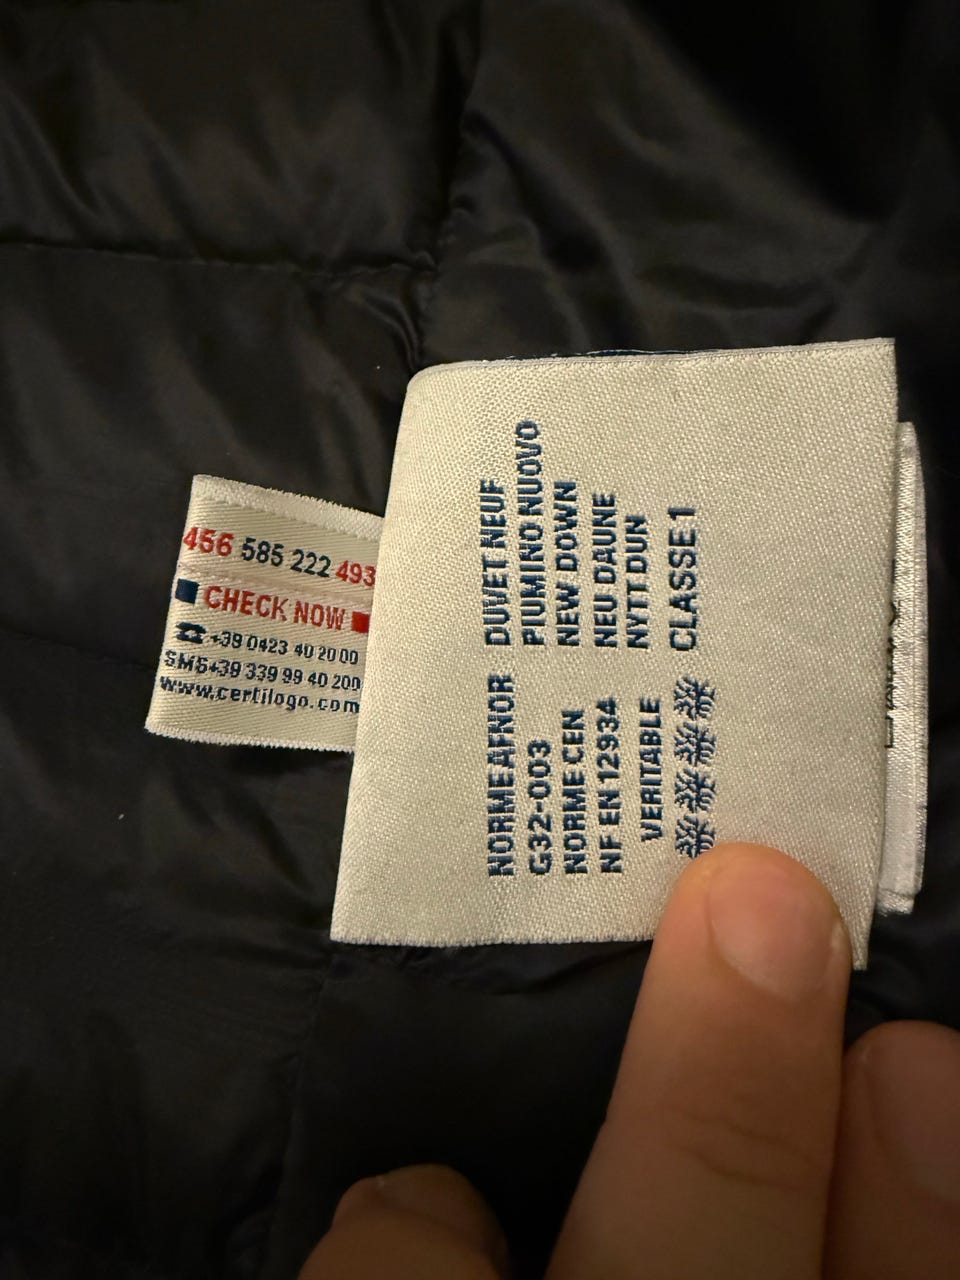 456 585 222 493
CHECK NOW
☎ +39 0423 40 20 00
SMS+39 339 99 40 200
www.certilogo.com
NORME AFNOR
G32-003
NORME CEN
NF EN 12934
VERITABLE
DUVET NEUF
PIUMINO NUOVO
NEW DOWN
NEU DAUNE
NYTT DUN
CLASSE 1